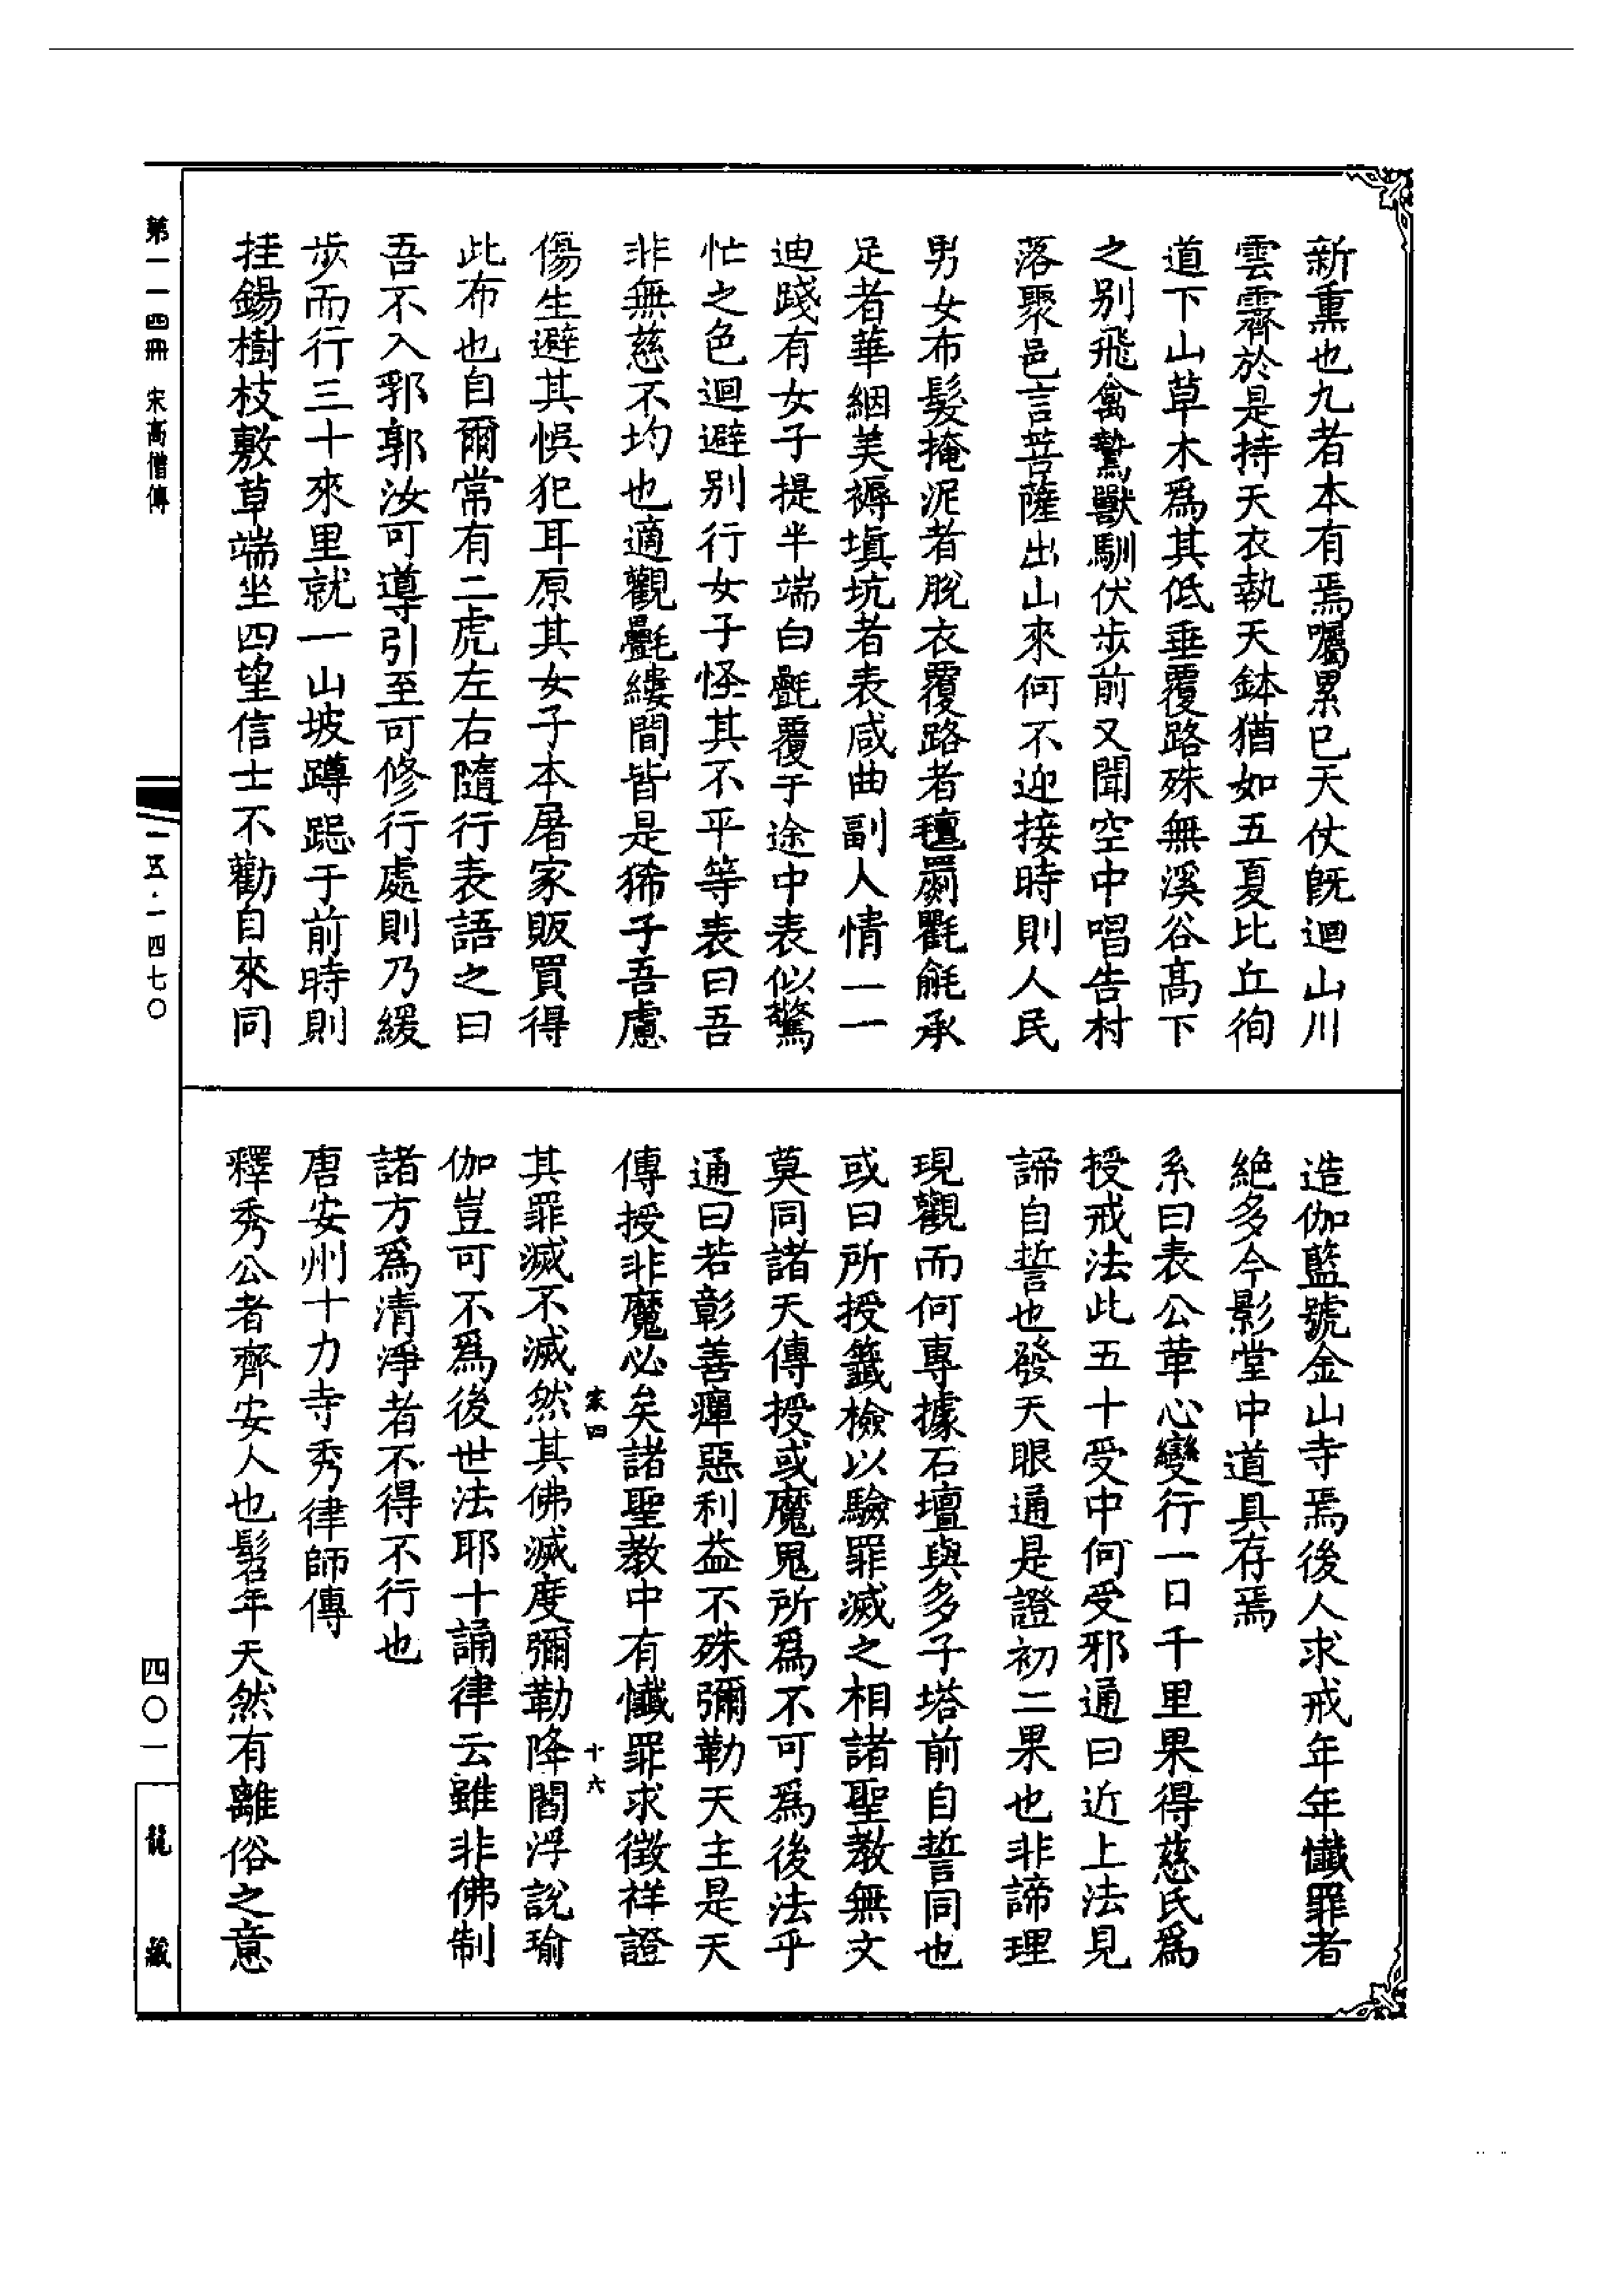 新熏也九者本有焉囑累已天仗旣迴山川
雲霽於是持天衣執天鉢猶如五夏比丘徇
道下山草木爲其低垂覆路殊無溪谷高下
之別飛禽鷙獸馴伏步前又聞空中唱告村
落聚邑言菩薩出山來何不迎接時則人民
男女布髮掩泥者脫衣覆路者氈罽氍毹承
足者華絪美褥塡坑者表咸曲副人情一一
迪踐有女子提半端白㲲覆于途中表似驚
忙之色迴避別行女子怪其不平等表曰吾
非無慈不均也適觀㲲縷間皆是狶子吾慮
傷生避其悞犯耳原其女子本屠家販買得
此布也自爾常有二虎左右隨行表語之曰
吾不入郛郭汝可導引至可修行處則乃緩
步而行三十來里就一山坡蹲跽于前時則
挂錫樹枝敷草端坐四望信士不勸自來同
造伽藍號金山寺焉後人求戒年年懺罪者
絶多今影堂中道具存焉
系曰表公革心變行一日千里果得慈氏爲
授戒法此五十受中何受邪通曰近上法見
諦自誓也發天眼通是證初二果也非諦理
現觀而何專據石壇與多子塔前自誓同也
或曰所授籤檢以驗罪滅之相諸聖教無文
莫同諸天傳授或魔鬼所爲不可爲後法乎
通曰若彰善癉惡利益不殊彌勒天主是天
傳授非魔必矣諸聖教中有懺罪求徵祥證
家四
十六
其罪滅不滅然其佛滅度彌勒降閻浮說瑜
伽豈可不爲後世法耶十誦律云雖非佛制
諸方爲清淨者不得不行也
唐安州十力寺秀律師傳
釋秀公者齊安人也髫年天然有離俗之意
第一一四冊 宋高僧傳
一五·一四七〇
四〇一
龍藏